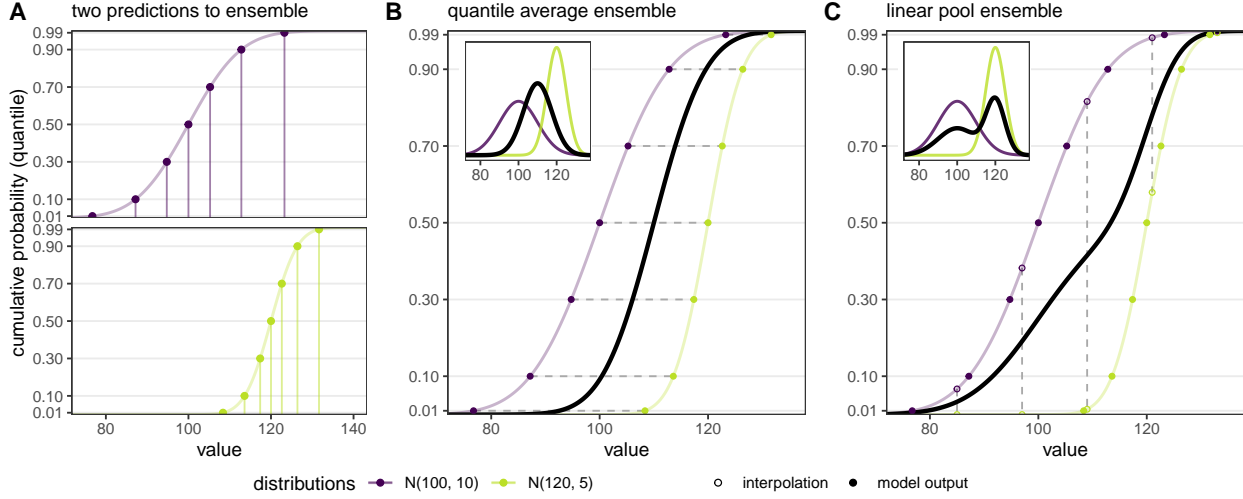 A two predictions to ensemble
cumulative probability (quantile)
0.99
0.90
0.70
0.50
0.30
0.10
0.01
0.99
0.90
0.70
0.50
0.30
0.10
0.01
80 100 120 140
value
B quantile average ensemble
0.99
0.90
0.70
0.50
0.30
0.10
0.01
80 100 120
80 100 120
value
C linear pool ensemble
0.99
0.90
0.70
0.50
0.30
0.10
0.01
80 100 120
80 100 120
value
distributions N(100, 10) N(120, 5) interpolation model output